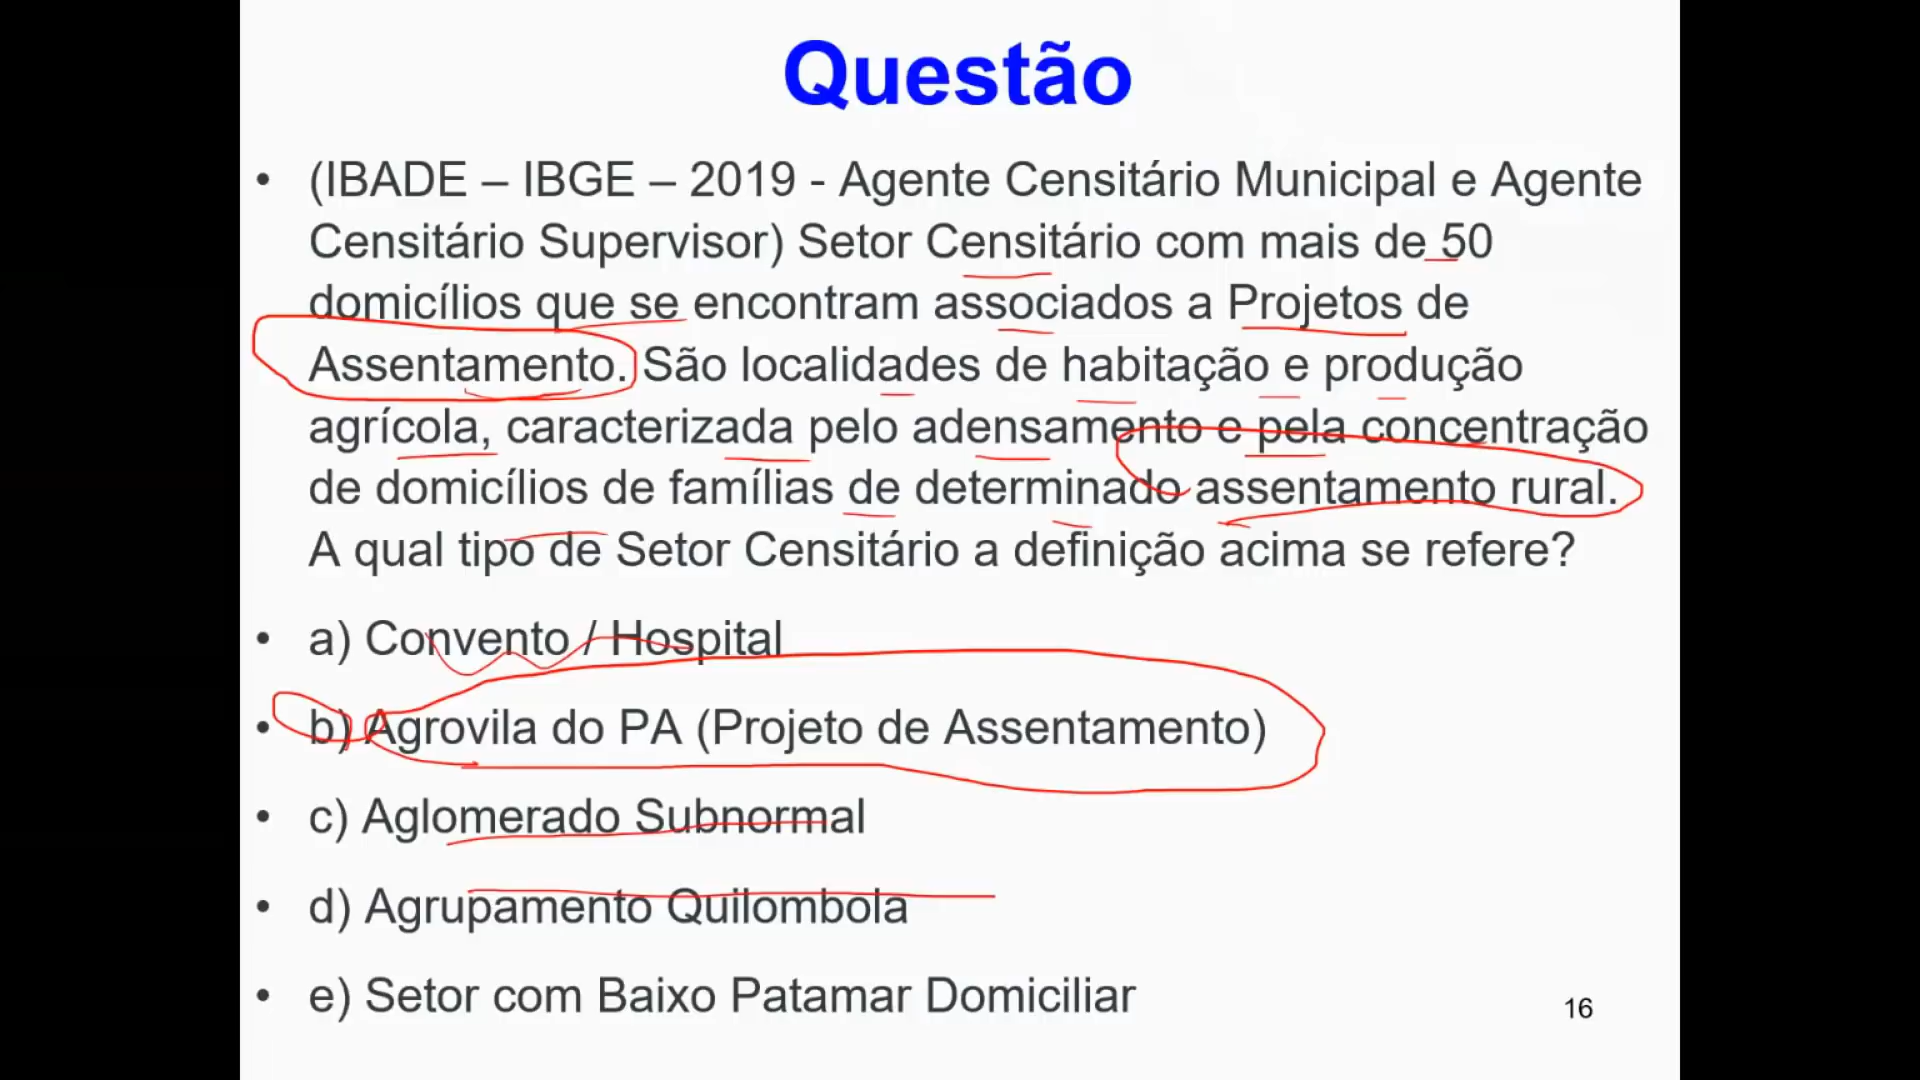 Questão
• (IBADE – IBGE – 2019 - Agente Censitário Municipal e Agente
Censitário Supervisor) Setor Censitário com mais de 50
domicílios que se encontram associados a Projetos de
Assentamento. São localidades de habitação e produção
agrícola, caracterizada pelo adensamento e pela concentração
de domicílios de famílias de determinado assentamento rural.
A qual tipo de Setor Censitário a definição acima se refere?
• a) Convento / Hospital
• b) Agrovila do PA (Projeto de Assentamento)
• c) Aglomerado Subnormal
• d) Agrupamento Quilombola
• e) Setor com Baixo Patamar Domiciliar
16